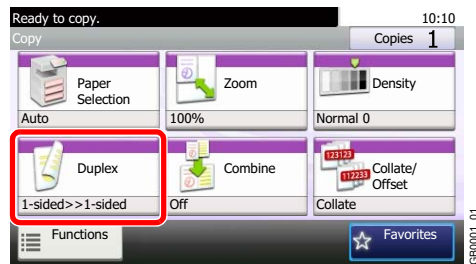 Ready to copy.
10:10
Copy
Copies 1
Paper
Selection
Auto
Zoom
100%
Density
Normal 0
Duplex
1-sided>>1-sided
Combine
Off
123123
112233
Collate/
Offset
Collate
Functions
Favorites
GB0001_01